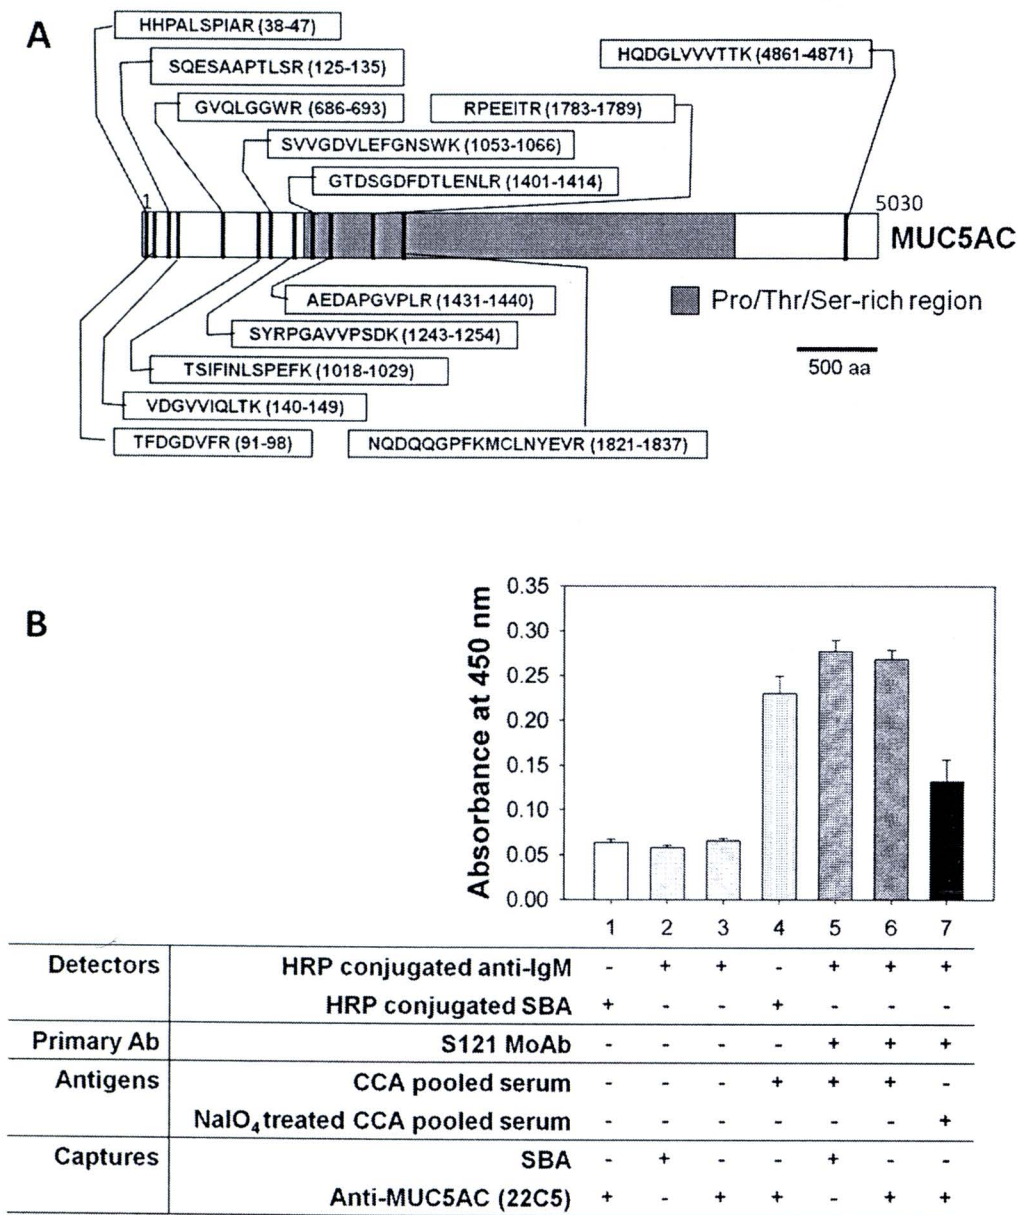 A
HHPALSPIAR (38-47)
SQESAAPTLSR (125-135)
HQDGLVVVTTK (4861-4871)
GVQLGGWR (686-693)
RPEEITR (1783-1789)
SVVGDVLEFGNSWK (1053-1066)
GTDSGDFDTLENLR (1401-1414)
1
5030
MUC5AC
AEDAPGVPLR (1431-1440)
Pro/Thr/Ser-rich region
SYRPGAVVPSDK (1243-1254)
500 aa
TSIFINLSPEFK (1018-1029)
VDGVVIQLTK (140-149)
TFDGDVFR (91-98)
NQDQQGPFKMCLNYEVR (1821-1837)
B
Absorbance at 450 nm
0.35
0.30
0.25
0.20
0.15
0.10
0.05
0.00
1 2 3 4 5 6 7
Detectors HRP conjugated anti-IgM - + + - + + +
HRP conjugated SBA + - - + - - -
Primary Ab S121 MoAb - - - - + + +
Antigens CCA pooled serum - - - + + + -
NaIO4 treated CCA pooled serum - - - - - - +
Captures SBA - + - - + - -
Anti-MUC5AC (22C5) + - + + - + +